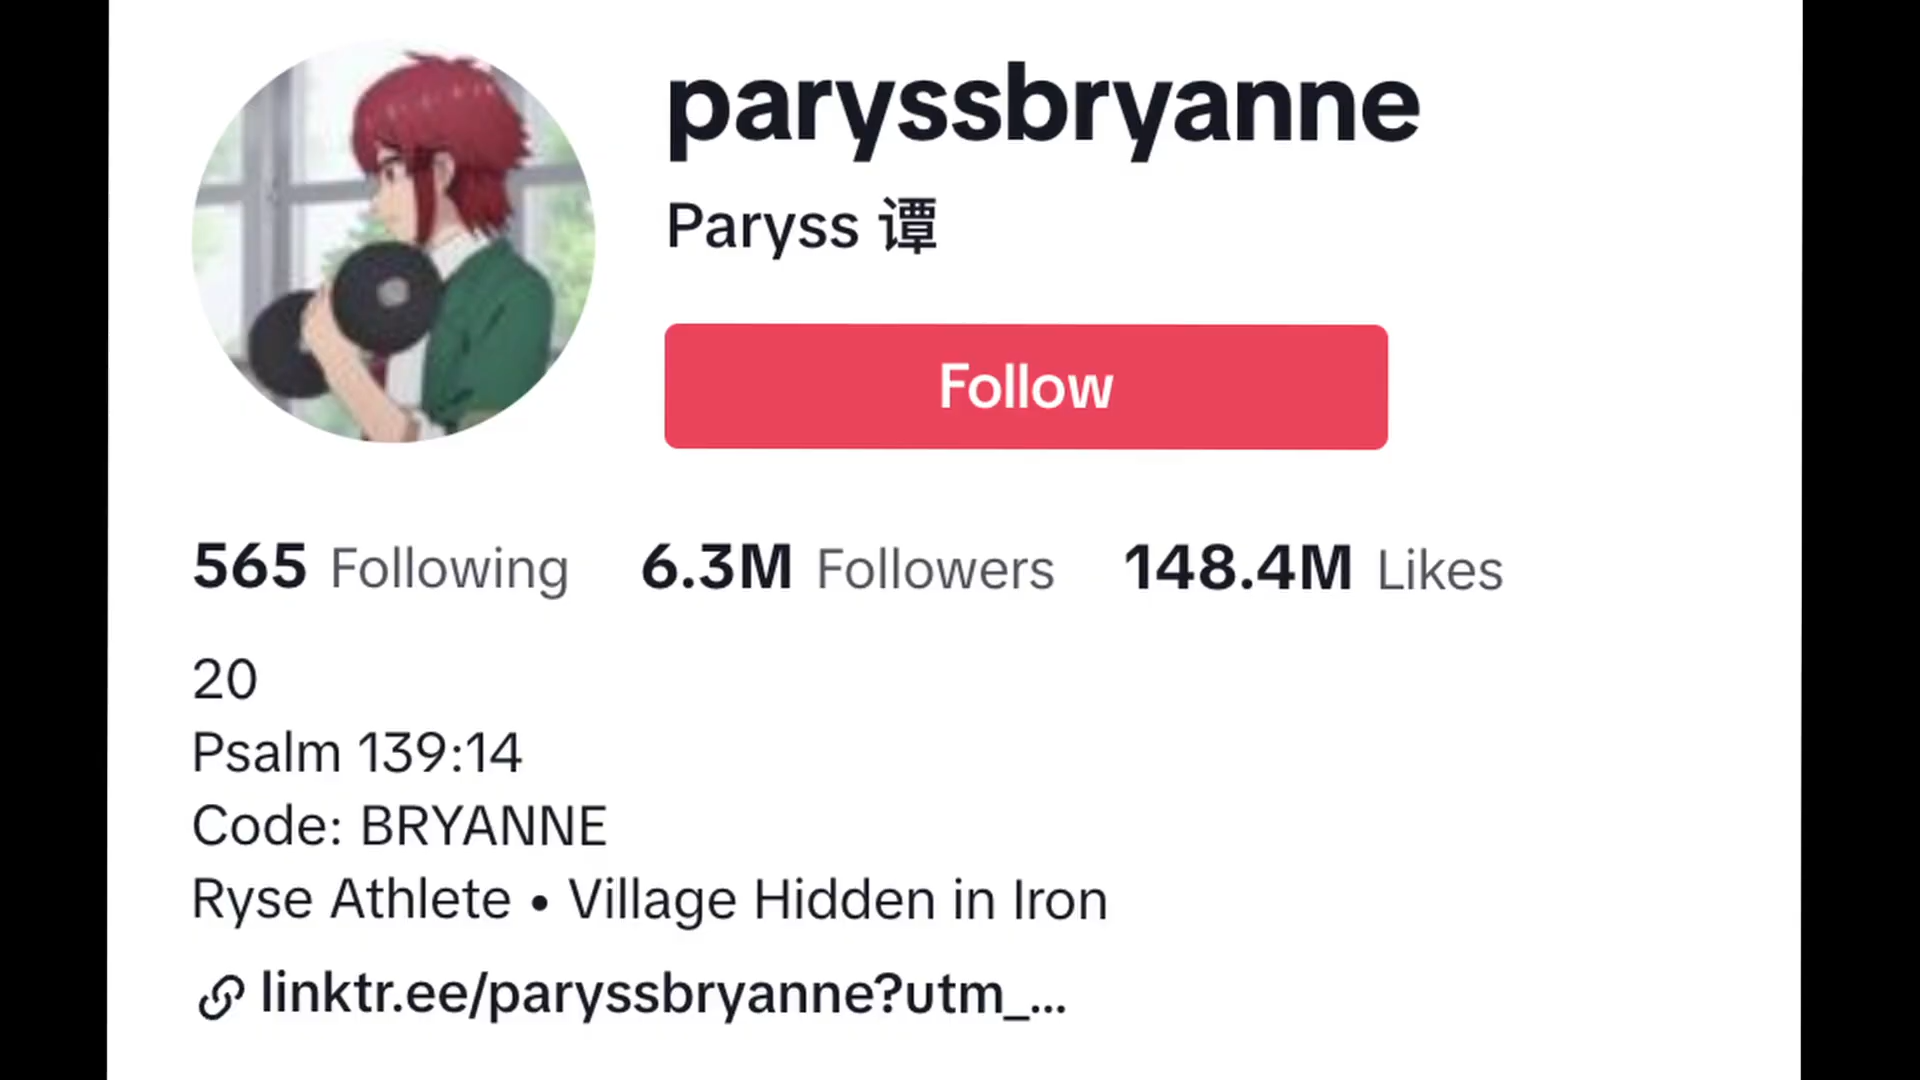 paryssbryanne
Paryss 谭
Follow
565 Following 6.3M Followers 148.4M Likes
20
Psalm 139:14
Code: BRYANNE
Ryse Athlete • Village Hidden in Iron
linktr.ee/paryssbryanne?utm_...